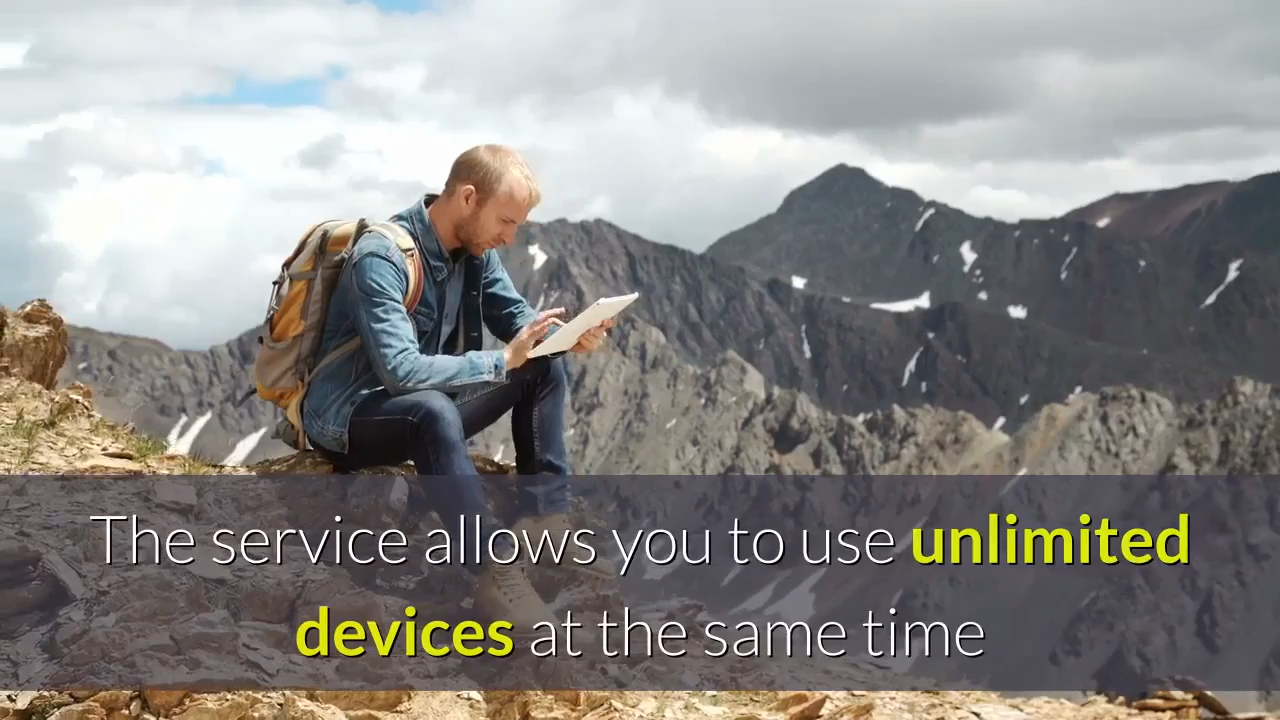 The service allows you to use unlimited
devices at the same time